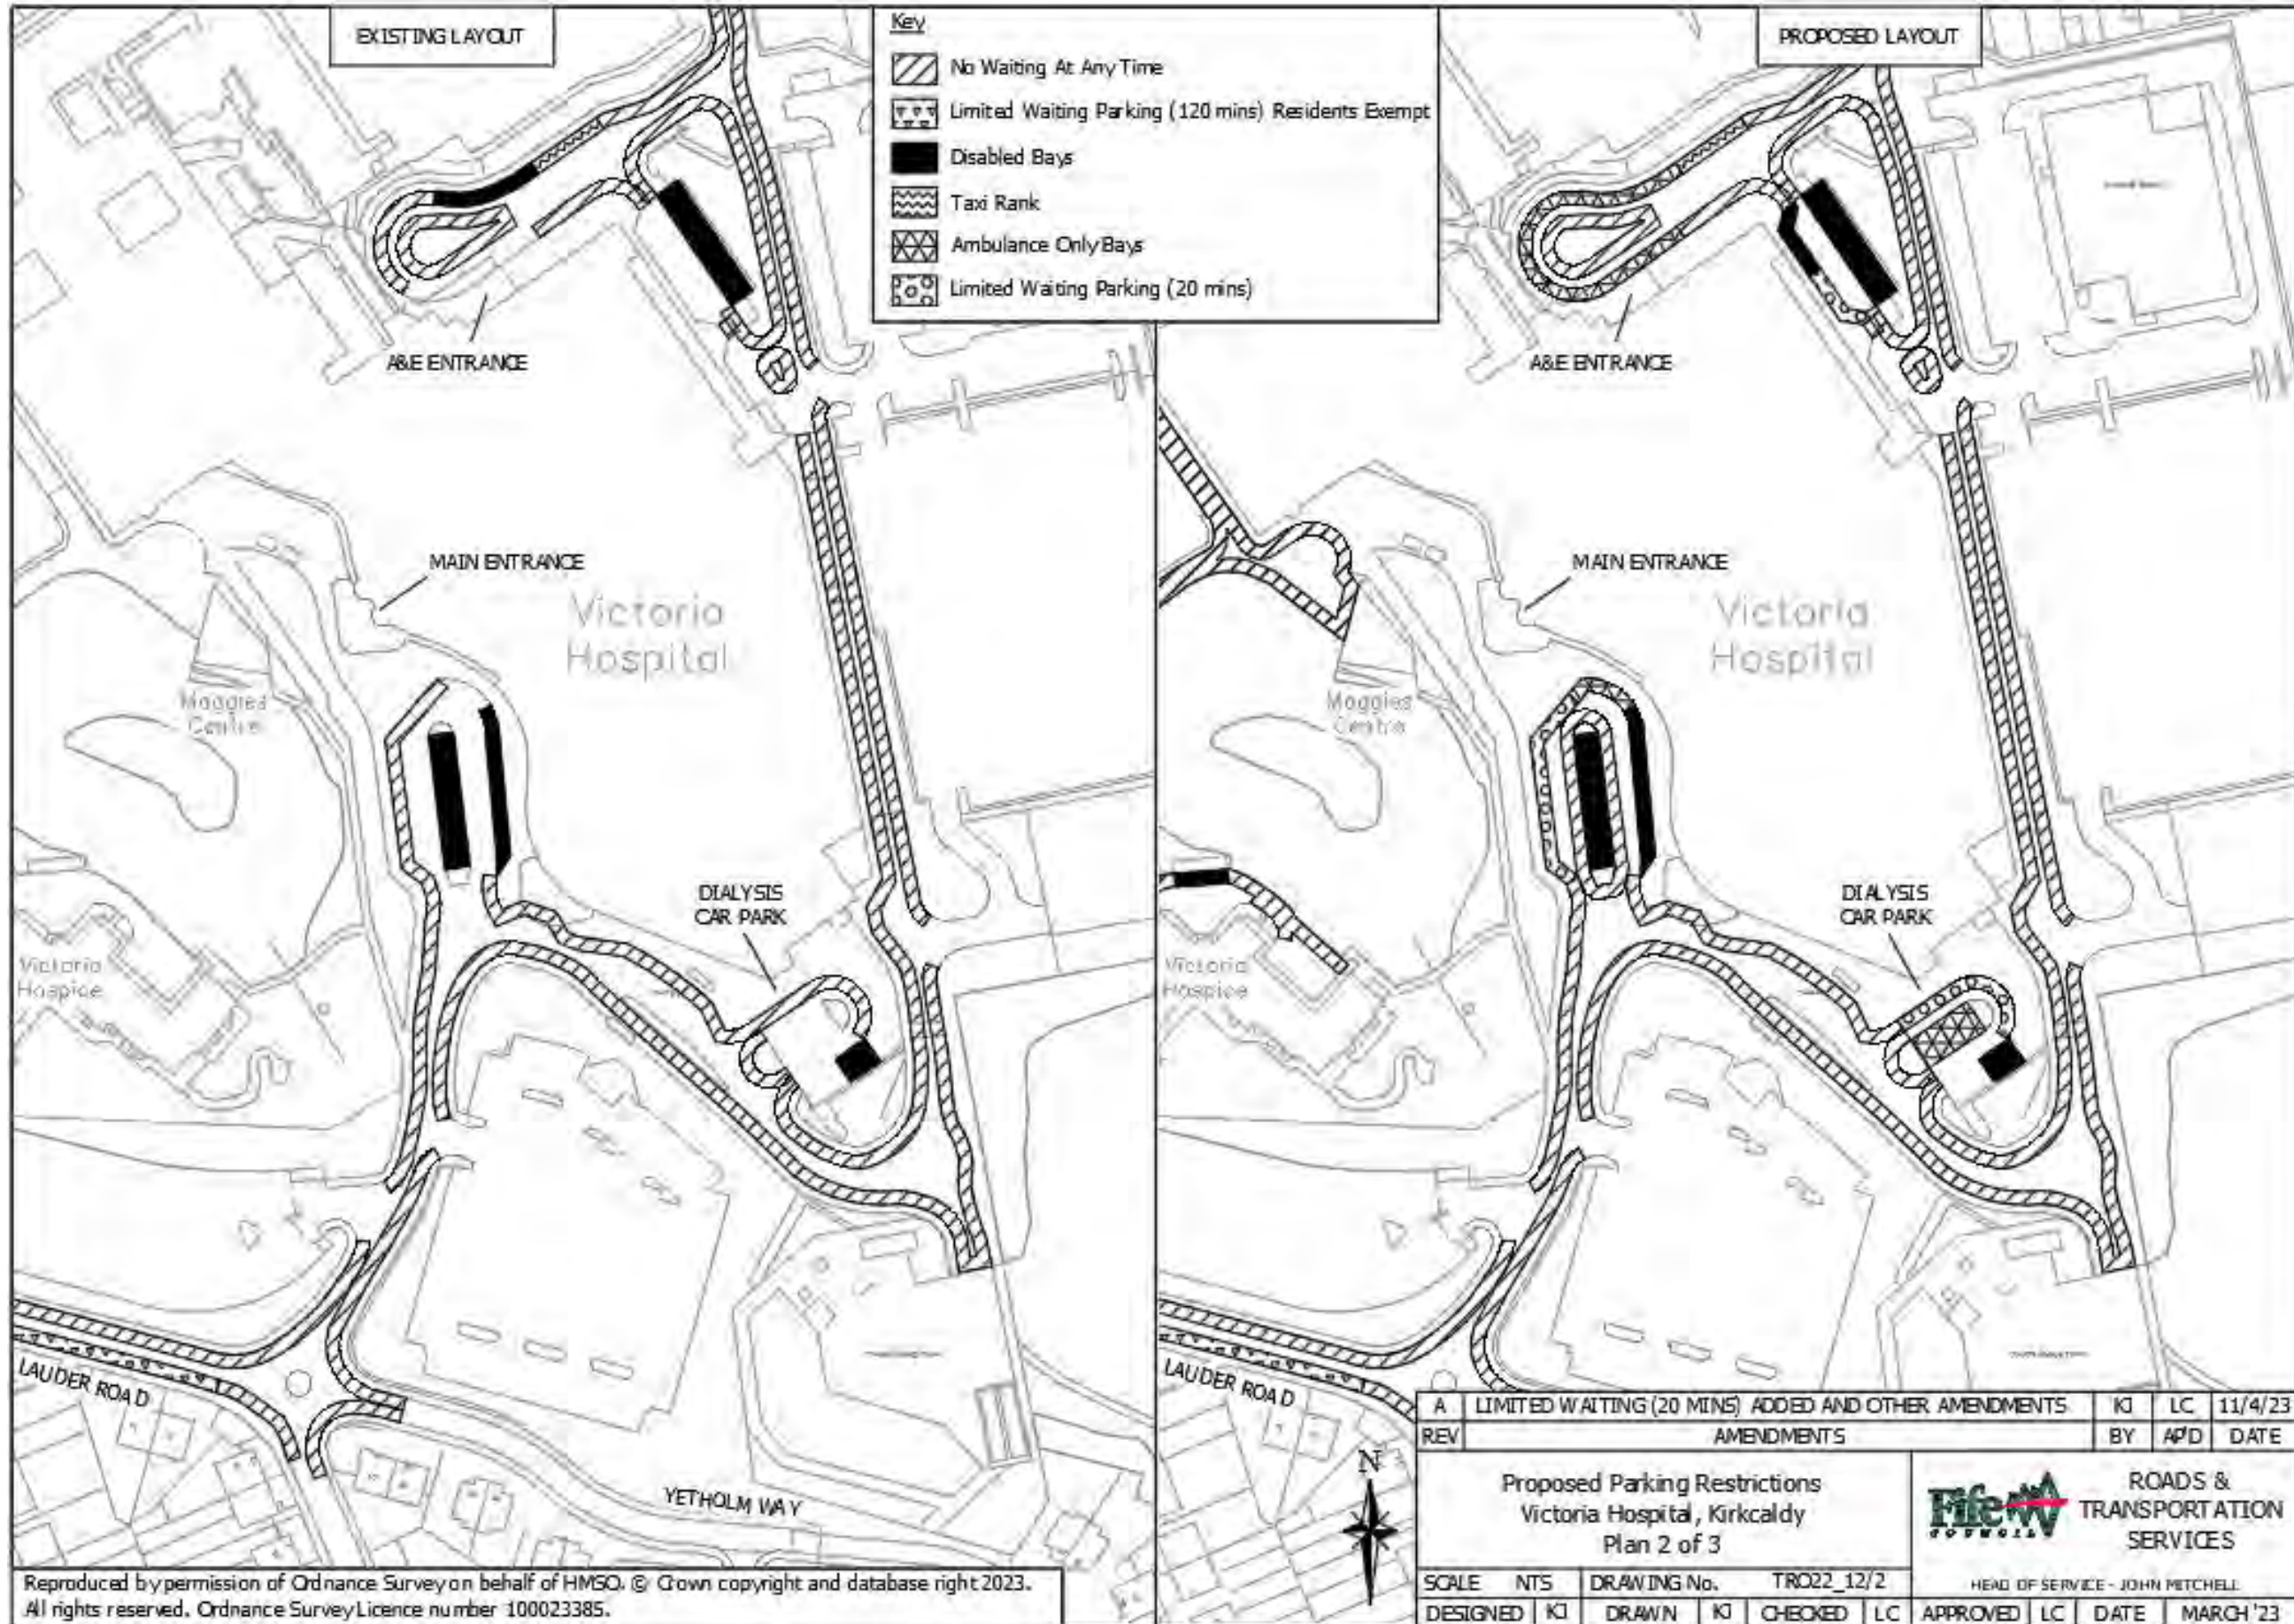 EXISTING LAYOUT
Key
No Waiting At Any Time
Limited Waiting Parking (120 mins) Residents Exempt
Disabled Bays
Taxi Rank
Ambulance Only Bays
Limited Waiting Parking (20 mins)
PROPOSED LAYOUT
A&E ENTRANCE
MAIN ENTRANCE
Victoria
Hospital
Maggies
Centre
DIALYSIS
CAR PARK
Victoria
Hospice
LAUDER ROAD
YETHOLM WAY
A&E ENTRANCE
MAIN ENTRANCE
Victoria
Hospital
Maggies
Centre
DIALYSIS
CAR PARK
Victoria
Hospice
LAUDER ROAD
N
A LIMITED WAITING (20 MINS) ADDED AND OTHER AMENDMENTS KJ LC 11/4/23
REV AMENDMENTS BY AP'D DATE
Proposed Parking Restrictions
Victoria Hospital, Kirkcaldy
Plan 2 of 3
Fife
COUNCIL
ROADS &
TRANSPORTATION
SERVICES
HEAD OF SERVICE - JOHN MITCHELL
SCALE NTS DRAWING No. TRO22_12/2
DESIGNED KJ DRAWN KJ CHECKED LC APPROVED LC DATE MARCH '23
Reproduced by permission of Ordnance Survey on behalf of HMSO. © Crown copyright and database right 2023.
All rights reserved. Ordnance Survey Licence number 100023385.